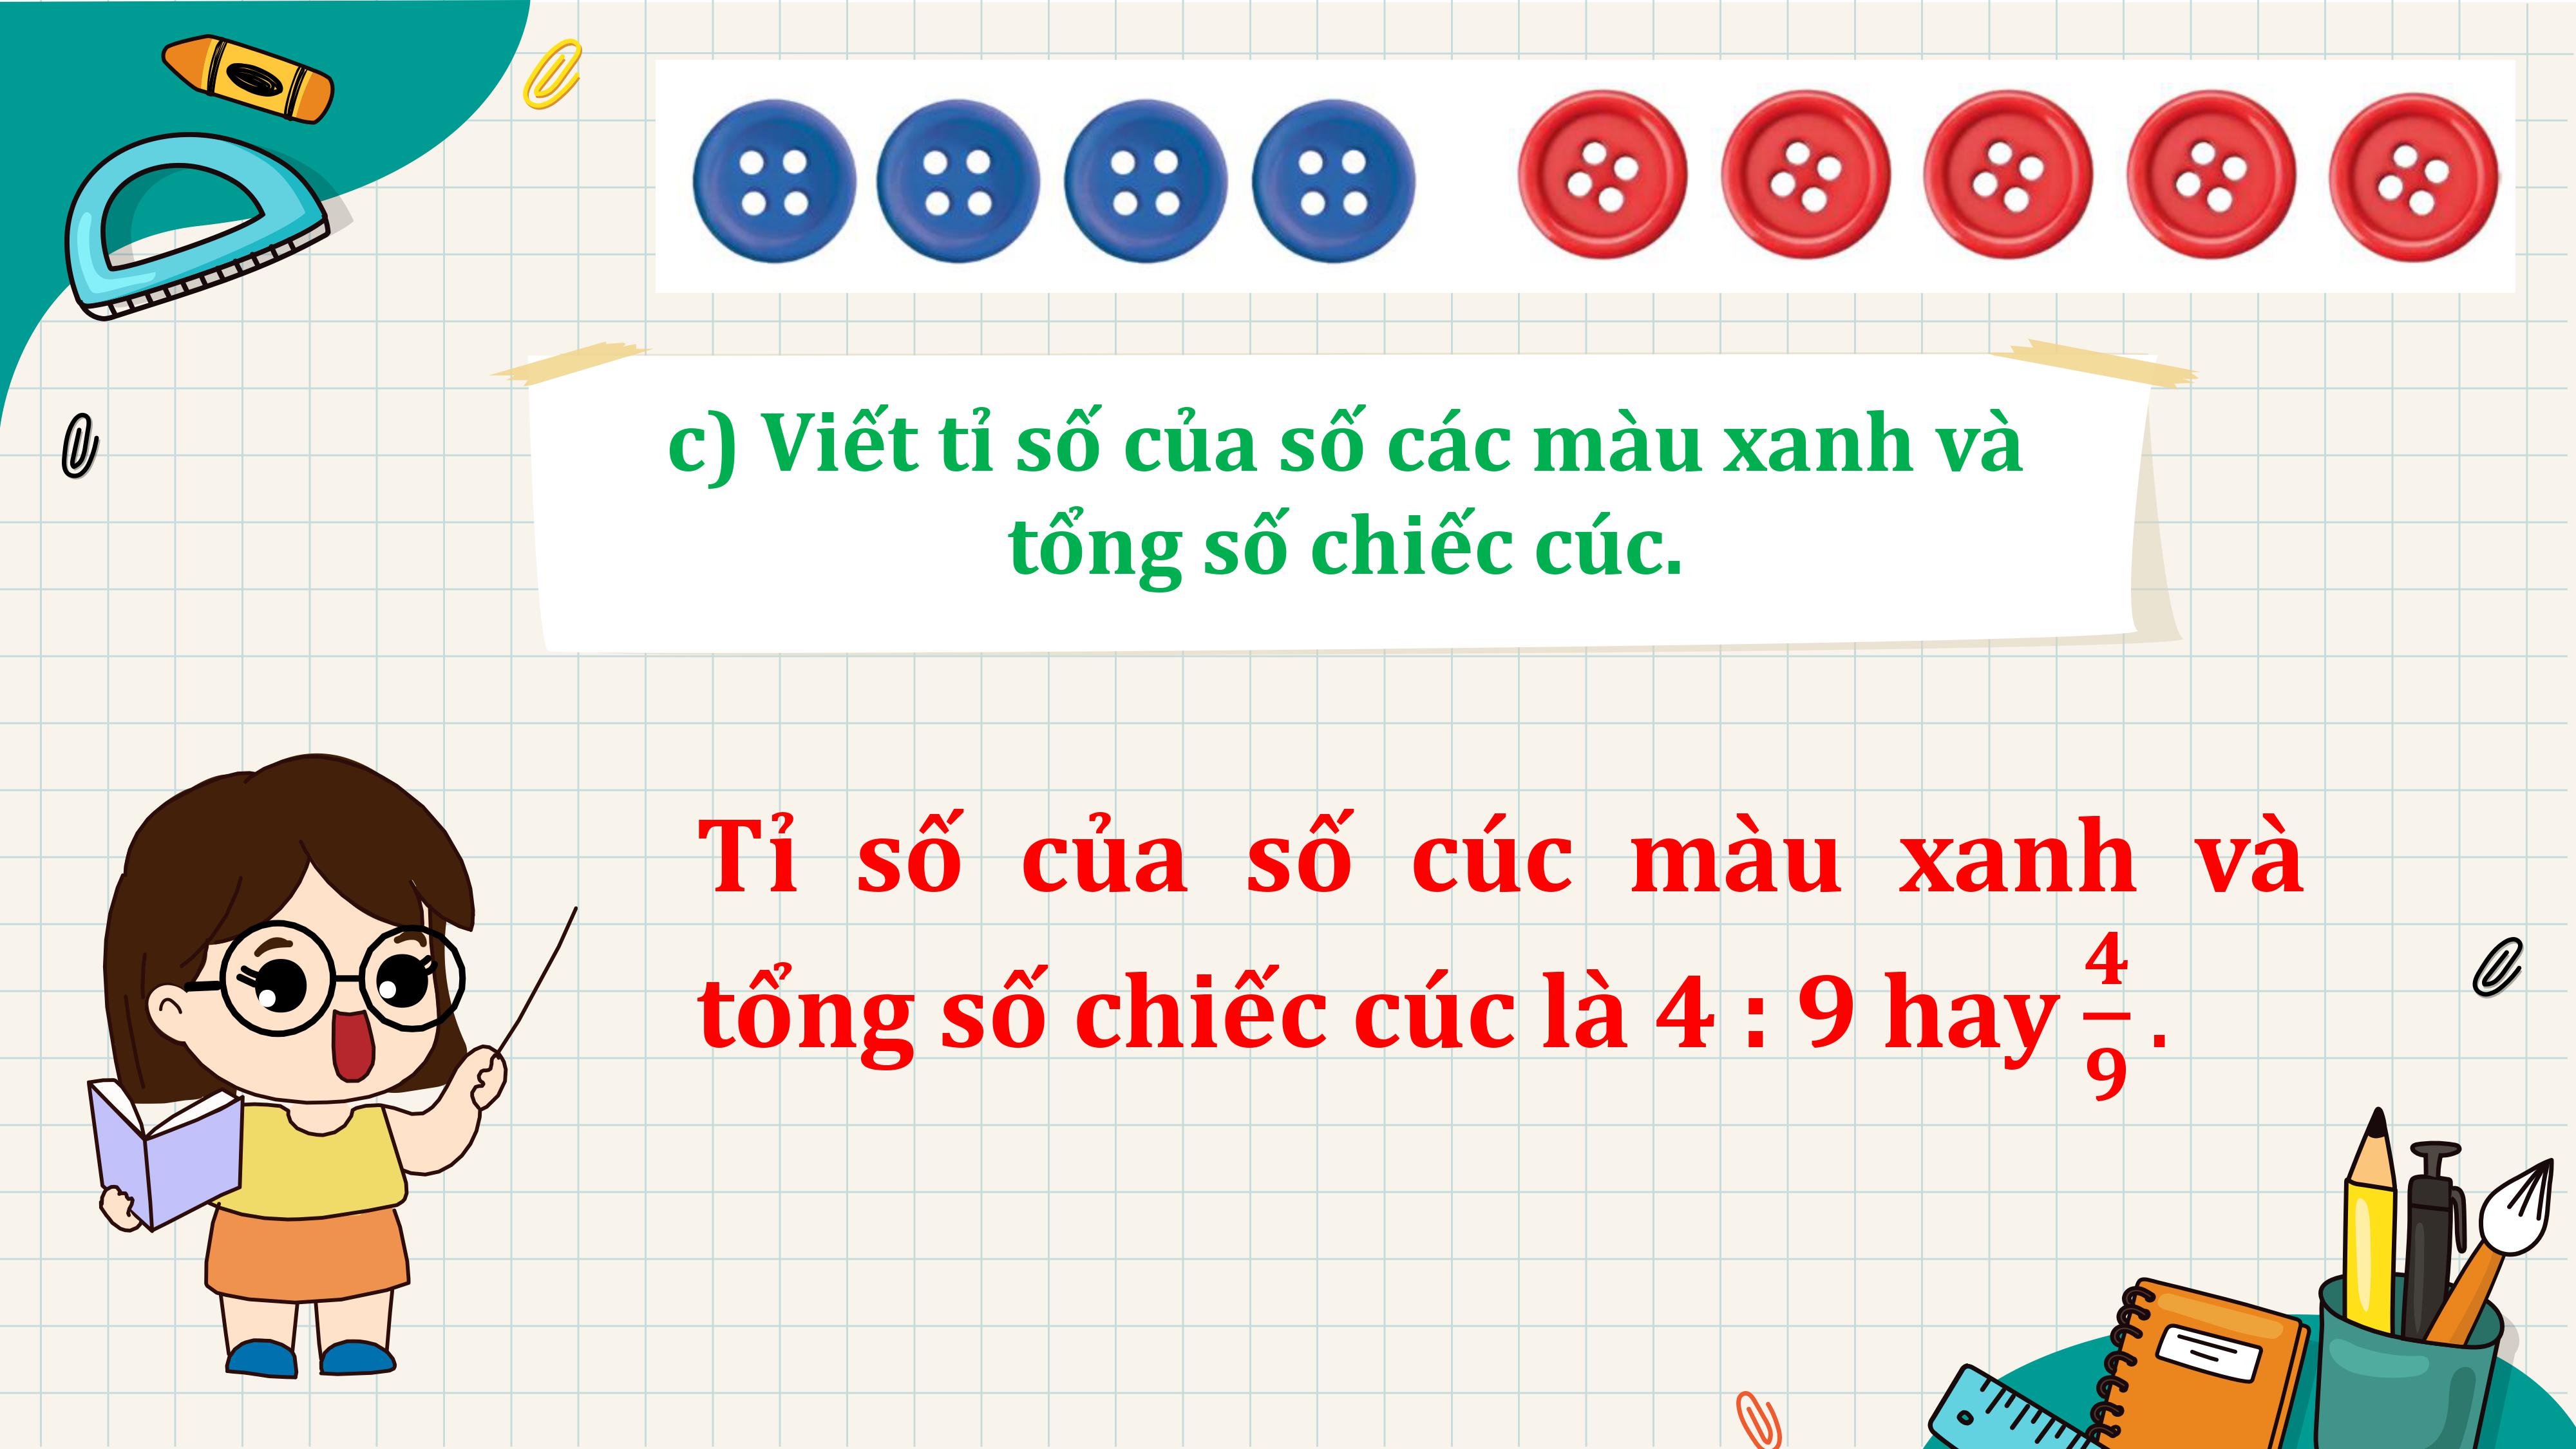 c) Viết tỉ số của số các màu xanh và
tổng số chiếc cúc.
Tỉ số của số cúc màu xanh và
tổng số chiếc cúc là 4 : 9 hay 4/9 .